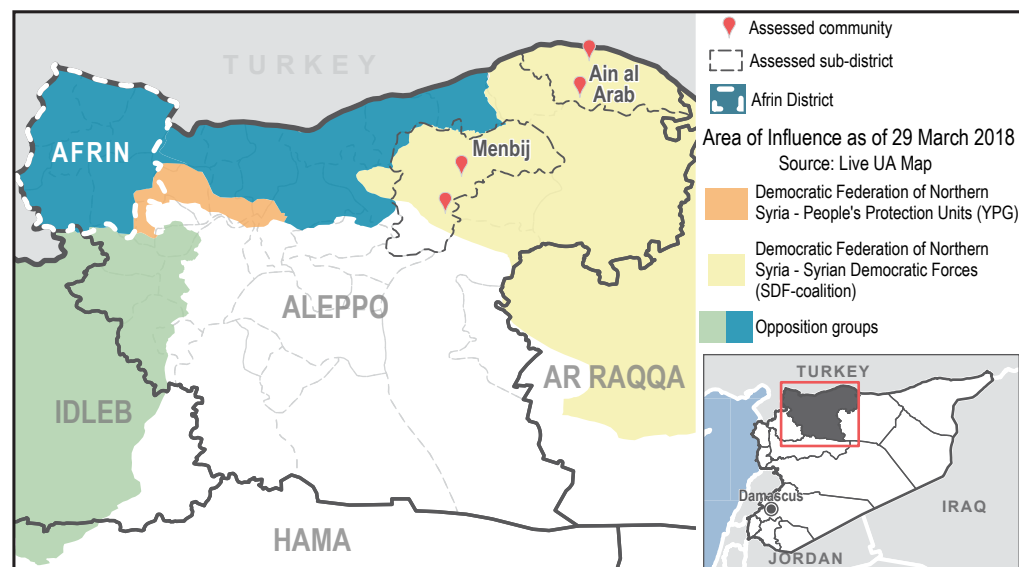 TURKEY
Ain al
Arab
AFRIN
Menbij
ALEPPO
AR RAQQA
IDLEB
HAMA
Assessed community
Assessed sub-district
Afrin District
Area of Influence as of 29 March 2018
Source: Live UA Map
Democratic Federation of Northern
Syria - People's Protection Units (YPG)
Democratic Federation of Northern
Syria - Syrian Democratic Forces
(SDF-coalition)
Opposition groups
TURKEY
Damascus
IRAQ
JORDAN